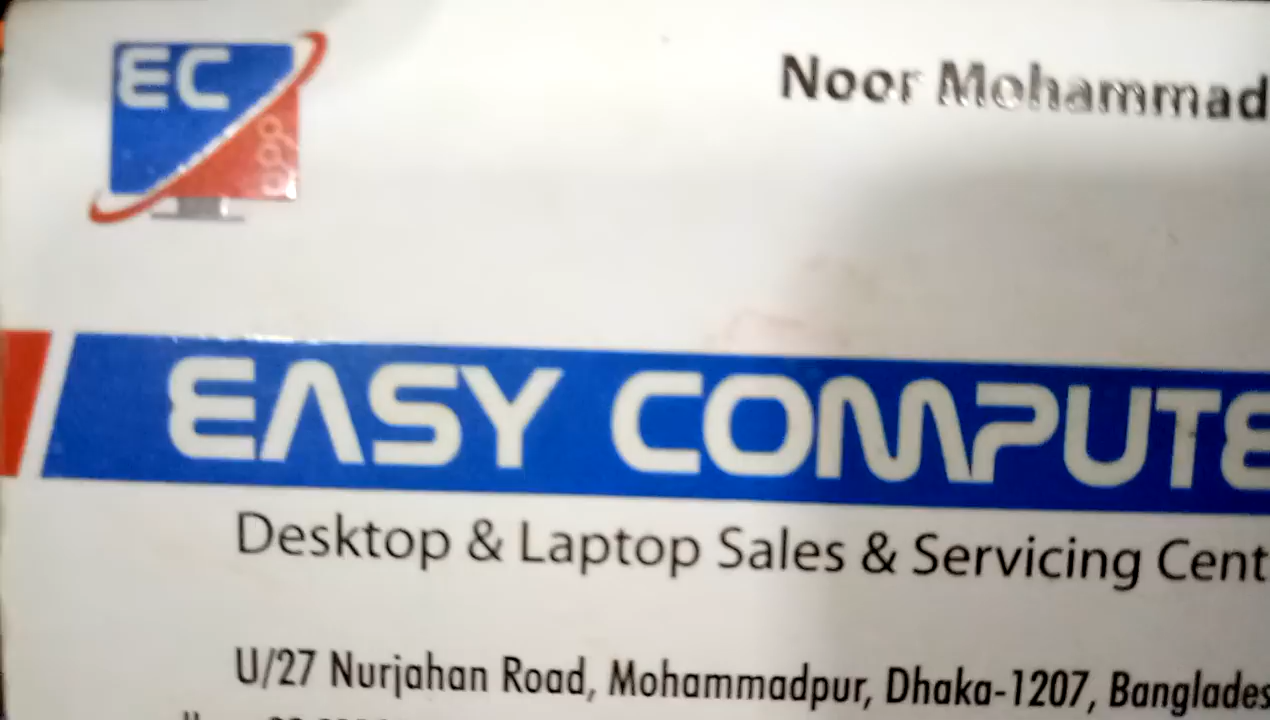 EC
Noor Mohammad
EASY COMPUTE
Desktop & Laptop Sales & Servicing Cent
U/27 Nurjahan Road, Mohammadpur, Dhaka-1207, Banglades